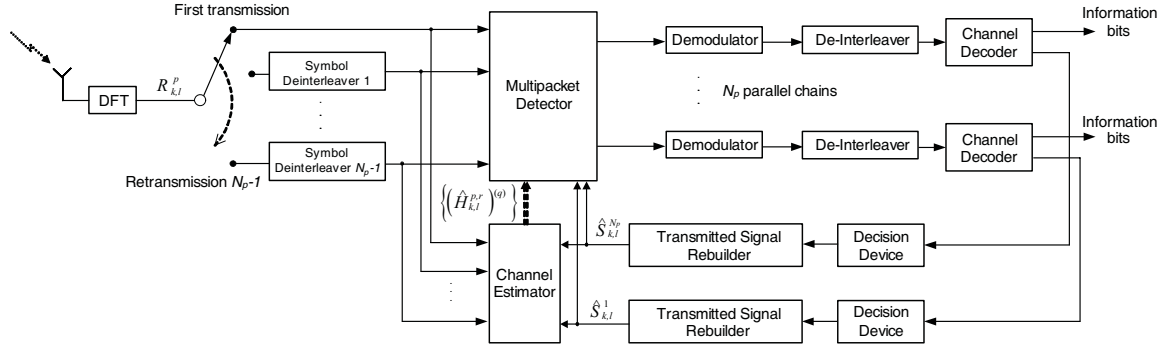 First transmission
DFT
R^p_{k,l}
Symbol
Deinterleaver 1
Symbol
Deinterleaver N_p-1
Retransmission N_p-1
Multipacket
Detector
Demodulator
De-Interleaver
Channel
Decoder
Information
bits
N_p parallel chains
Demodulator
De-Interleaver
Channel
Decoder
Information
bits
{(Ĥ^{p,r}_{k,l})^{(q)}}
Channel
Estimator
Ŝ^{N_p}_{k,l}
Transmitted Signal
Rebuilder
Decision
Device
Ŝ^1_{k,l}
Transmitted Signal
Rebuilder
Decision
Device